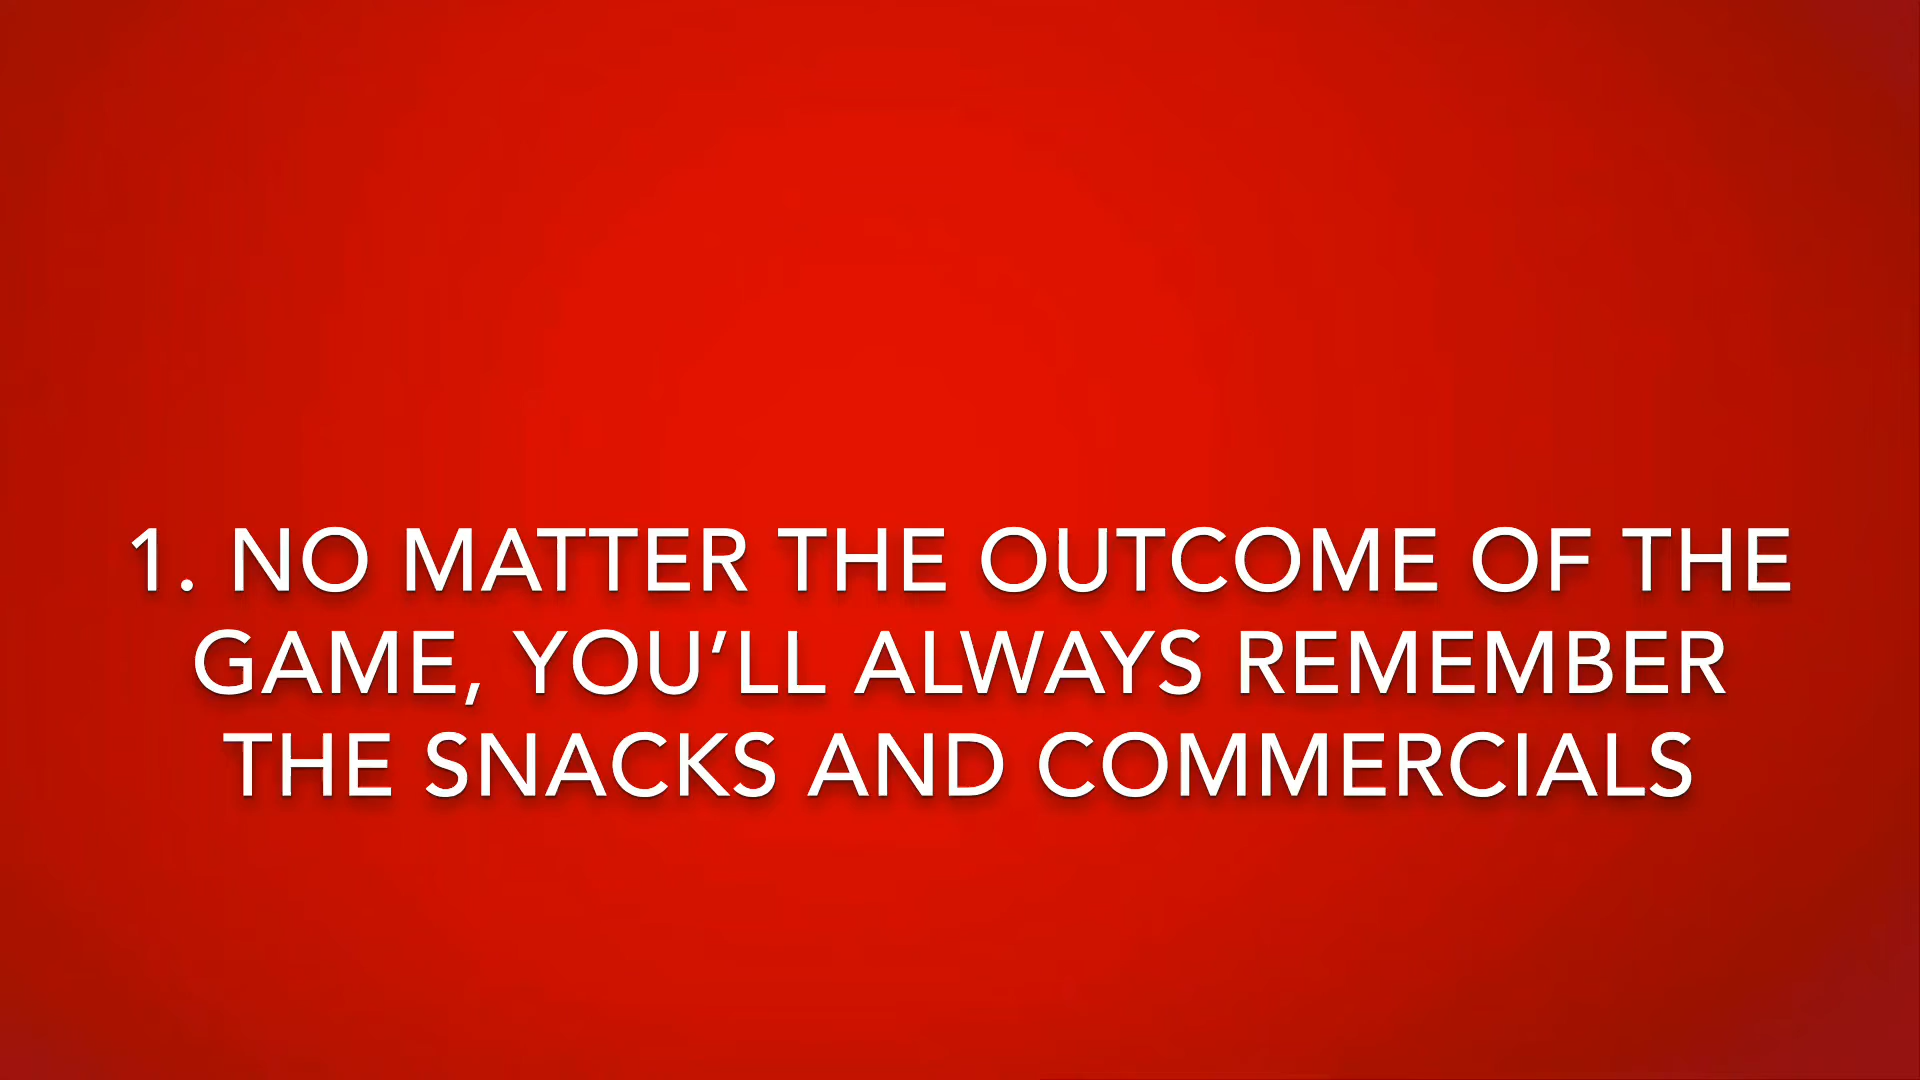 1. NO MATTER THE OUTCOME OF THE
GAME, YOU’LL ALWAYS REMEMBER
THE SNACKS AND COMMERCIALS